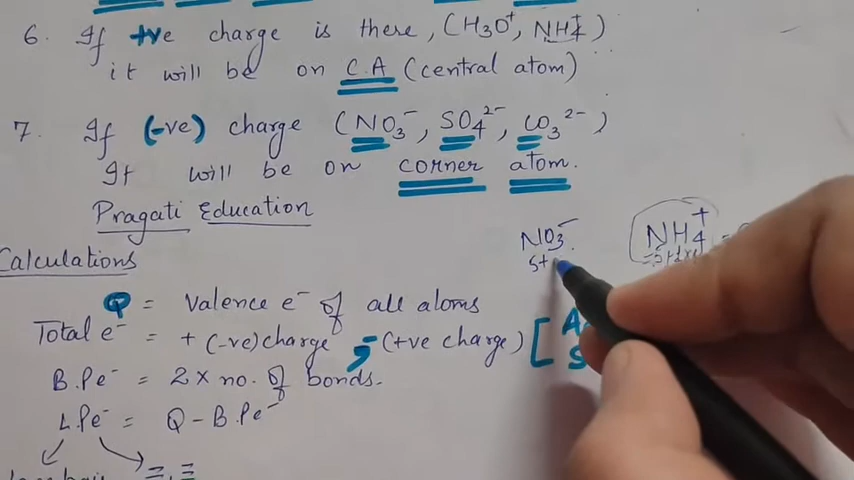 6. If +ve charge is there, (H3O+, NH4+)
it will be on C.A (central atom)
7. If (-ve) charge (NO3⁻, SO4²⁻, CO3²⁻)
It will be on corner atom.
Pragati Education
NO3⁻
5+
NH4+
Calculations
Q = Valence e⁻ of all atoms
Total e⁻ = + (-ve) charge - (+ve charge) [
B.Pe⁻ = 2 × no. of bonds.
L.Pe⁻ = Q - B.Pe⁻